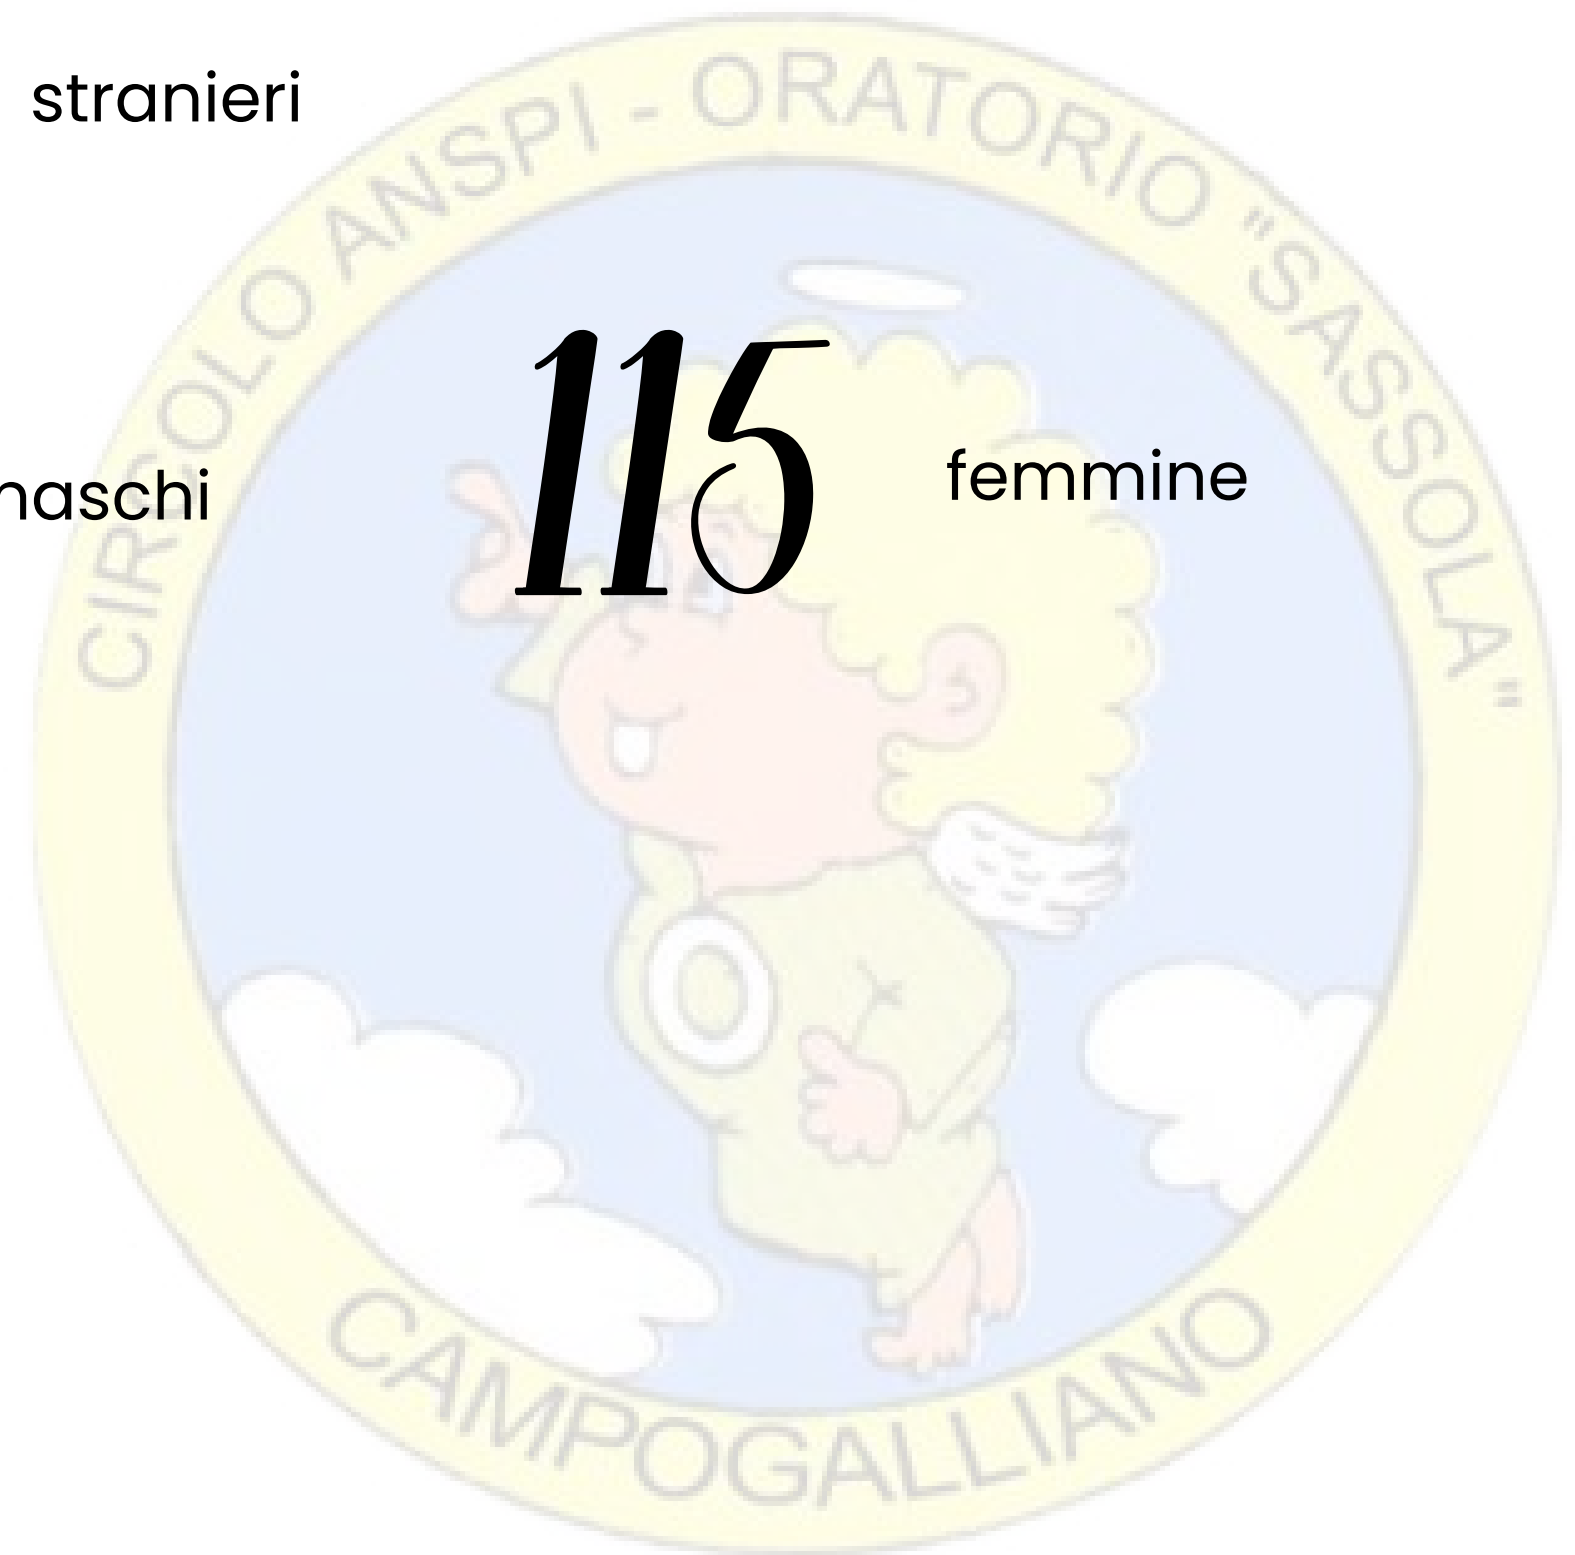 stranieri
CIRCOLO ANSPI - ORATORIO "SASSOLA"
naschi 115 femmine
CAMPOGALLIANO